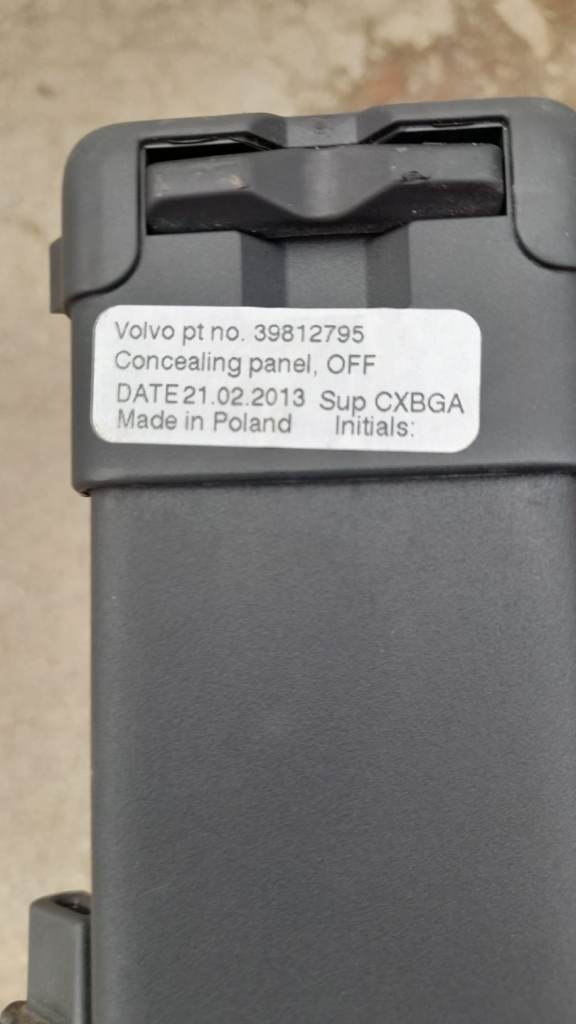 Volvo pt no. 39812795
Concealing panel, OFF
DATE 21.02.2013 Sup CXBGA
Made in Poland Initials: